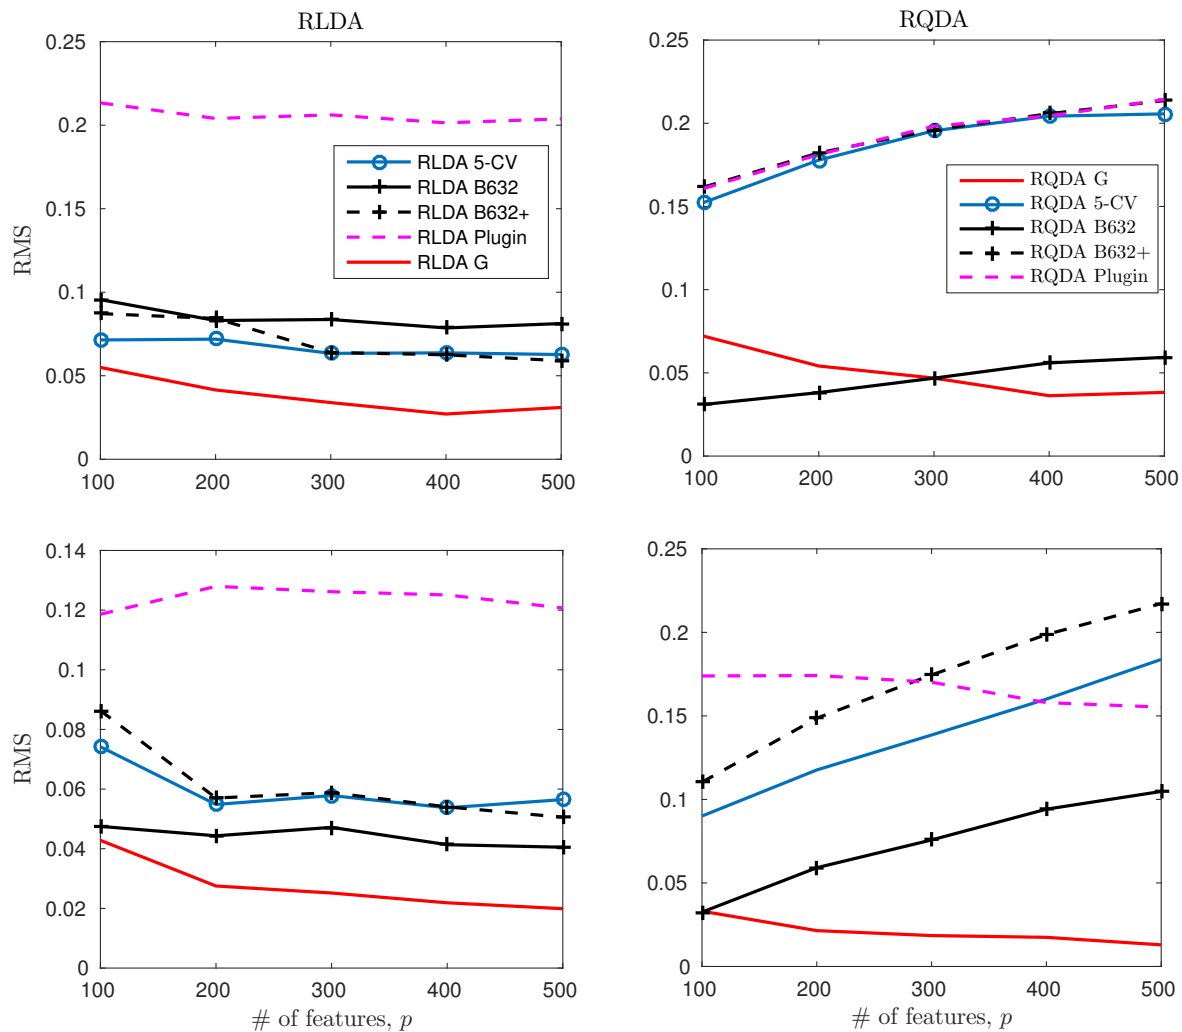 RLDA
RMS
0.25
0.2
0.15
0.1
0.05
0
100 200 300 400 500
RLDA 5-CV
RLDA B632
RLDA B632+
RLDA Plugin
RLDA G
RQDA
0.25
0.2
0.15
0.1
0.05
0
100 200 300 400 500
RQDA G
RQDA 5-CV
RQDA B632
RQDA B632+
RQDA Plugin
RMS
0.14
0.12
0.1
0.08
0.06
0.04
0.02
0
100 200 300 400 500
# of features, p
0.25
0.2
0.15
0.1
0.05
0
100 200 300 400 500
# of features, p